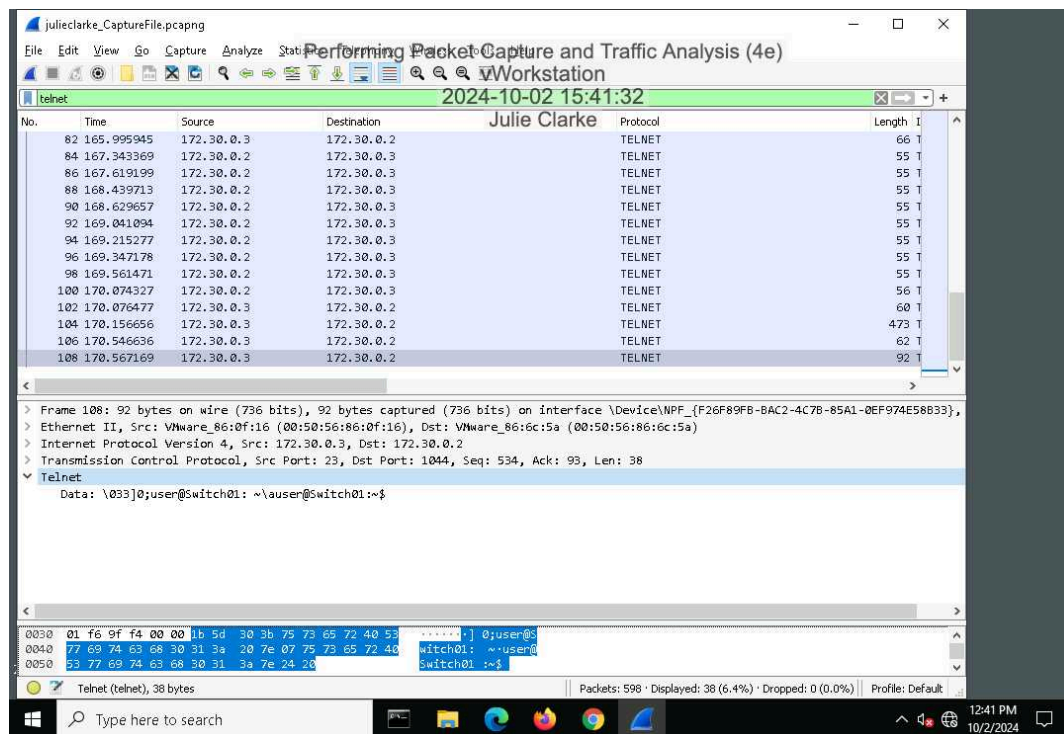 julieclarke_CaptureFile.pcapng
File Edit View Go Capture Analyze
Performing Packet Capture and Traffic Analysis (4e)
vWorkstation
2024-10-02 15:41:32
Julie Clarke
telnet
No. Time Source Destination Protocol Length I
82 165.995945 172.30.0.3 172.30.0.2 TELNET 66 T
84 167.343369 172.30.0.2 172.30.0.3 TELNET 55 T
86 167.619199 172.30.0.2 172.30.0.3 TELNET 55 T
88 168.439713 172.30.0.2 172.30.0.3 TELNET 55 T
90 168.629657 172.30.0.2 172.30.0.3 TELNET 55 T
92 169.041094 172.30.0.2 172.30.0.3 TELNET 55 T
94 169.215277 172.30.0.2 172.30.0.3 TELNET 55 T
96 169.347178 172.30.0.2 172.30.0.3 TELNET 55 T
98 169.561471 172.30.0.2 172.30.0.3 TELNET 55 T
100 170.074327 172.30.0.2 172.30.0.3 TELNET 56 T
102 170.076477 172.30.0.3 172.30.0.2 TELNET 60 T
104 170.156656 172.30.0.3 172.30.0.2 TELNET 473 T
106 170.546636 172.30.0.3 172.30.0.2 TELNET 62 T
108 170.567169 172.30.0.3 172.30.0.2 TELNET 92 T
Frame 108: 92 bytes on wire (736 bits), 92 bytes captured (736 bits) on interface \Device\NPF_{F26F89FB-BAC2-4C7B-85A1-0EF974E58B33},
Ethernet II, Src: VMware_86:0f:16 (00:50:56:86:0f:16), Dst: VMware_86:6c:5a (00:50:56:86:6c:5a)
Internet Protocol Version 4, Src: 172.30.0.3, Dst: 172.30.0.2
Transmission Control Protocol, Src Port: 23, Dst Port: 1044, Seq: 534, Ack: 93, Len: 38
Telnet
Data: \033]0;user@Switch01: ~\auser@Switch01:~$
0030 01 f6 9f f4 00 00 1b 5d 30 3b 75 73 65 72 40 53 ·······] 0;user@S
0040 77 69 74 63 68 30 31 3a 20 7e 07 75 73 65 72 40 witch01: ~·user@
0050 53 77 69 74 63 68 30 31 3a 7e 24 20 Switch01 :~$
Telnet (telnet), 38 bytes
Packets: 598 · Displayed: 38 (6.4%) · Dropped: 0 (0.0%)
Profile: Default
Type here to search
12:41 PM
10/2/2024